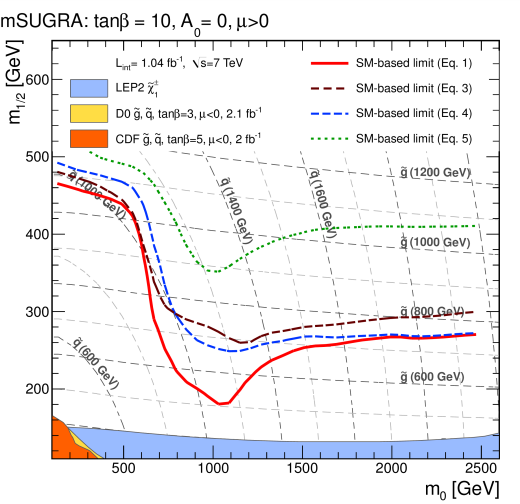 mSUGRA: tanβ = 10, A₀= 0, μ>0
m₁/₂ [GeV]
Lint= 1.04 fb⁻¹, √s=7 TeV
LEP2 χ̃₁±
D0 g̃, q̃, tanβ=3, μ<0, 2.1 fb⁻¹
CDF g̃, q̃, tanβ=5, μ<0, 2 fb⁻¹
SM-based limit (Eq. 1)
SM-based limit (Eq. 3)
SM-based limit (Eq. 4)
SM-based limit (Eq. 5)
600
500
400
300
200
q̃ (1000 GeV)
q̃ (1400 GeV)
q̃ (1600 GeV)
q̃ (600 GeV)
g̃ (1200 GeV)
g̃ (1000 GeV)
g̃ (800 GeV)
g̃ (600 GeV)
500
1000
1500
2000
2500
m₀ [GeV]